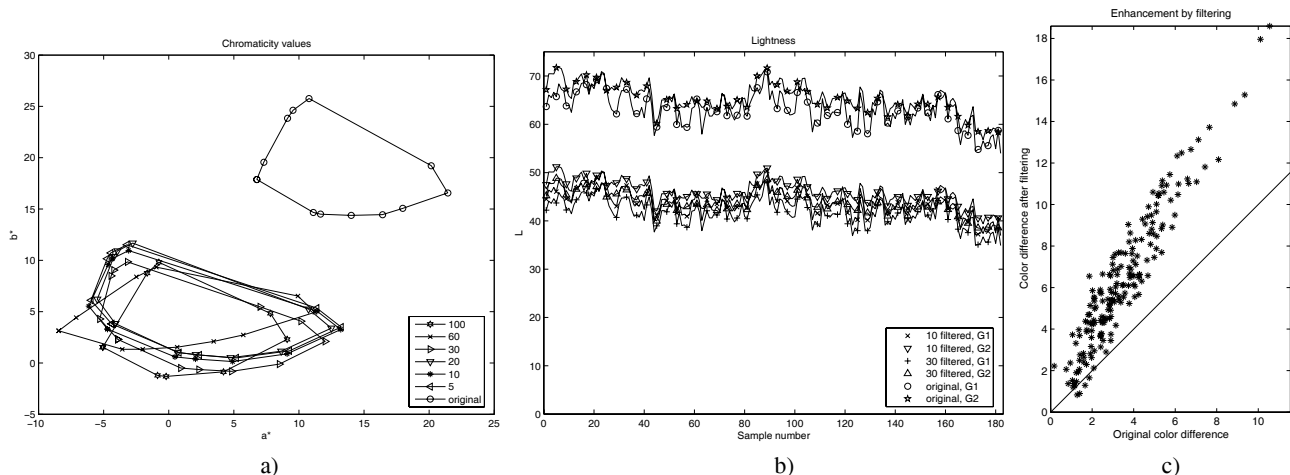 Chromaticity values
30
25
20
15
10
5
0
−5
b*
−10 −5 0 5 10 15 20 25
a*
100
60
30
20
10
5
original
a)
Lightness
70
60
50
40
30
20
10
0
L
0 20 40 60 80 100 120 140 160 180
Sample number
10 filtered, G1
10 filtered, G2
30 filtered, G1
30 filtered, G2
original, G1
original, G2
b)
Enhancement by filtering
18
16
14
12
10
8
6
4
2
0
Color difference after filtering
0 2 4 6 8 10
Original color difference
c)